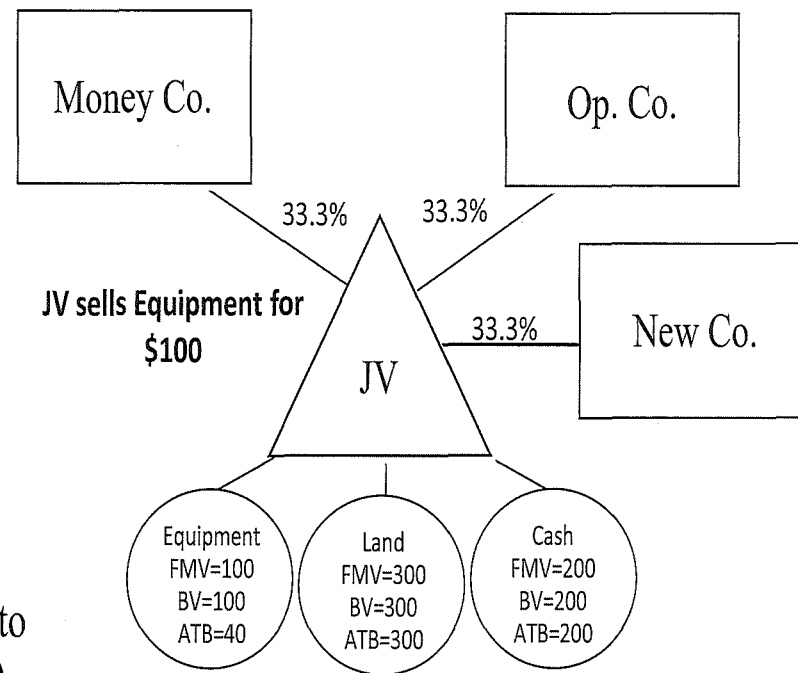 Money Co.
Op. Co.
33.3%
33.3%
JV sells Equipment for
$100
33.3%
New Co.
JV
Equipment
FMV=100
BV=100
ATB=40
Land
FMV=300
BV=300
ATB=300
Cash
FMV=200
BV=200
ATB=200
to
)